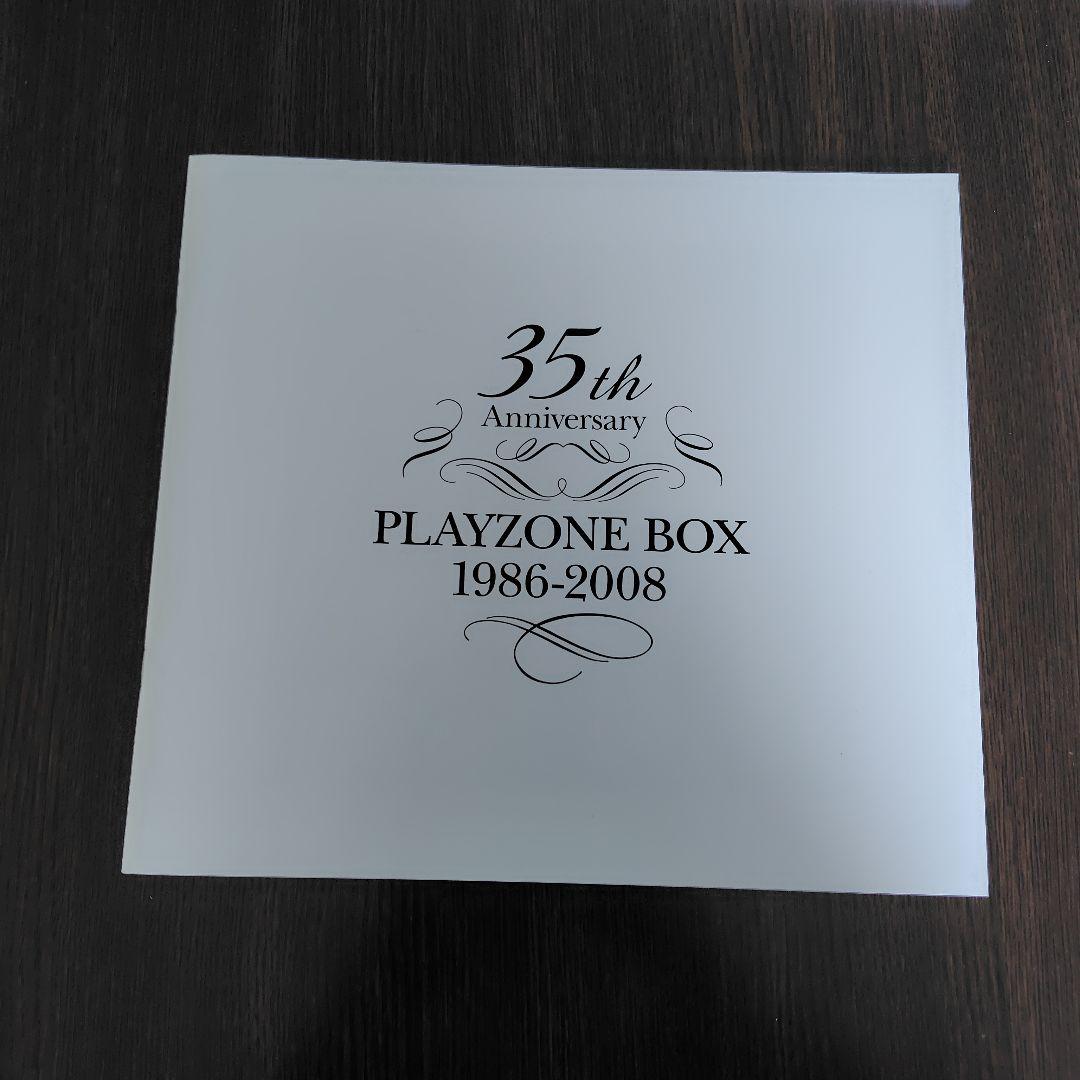 35th
Anniversary
PLAYZONE BOX
1986-2008